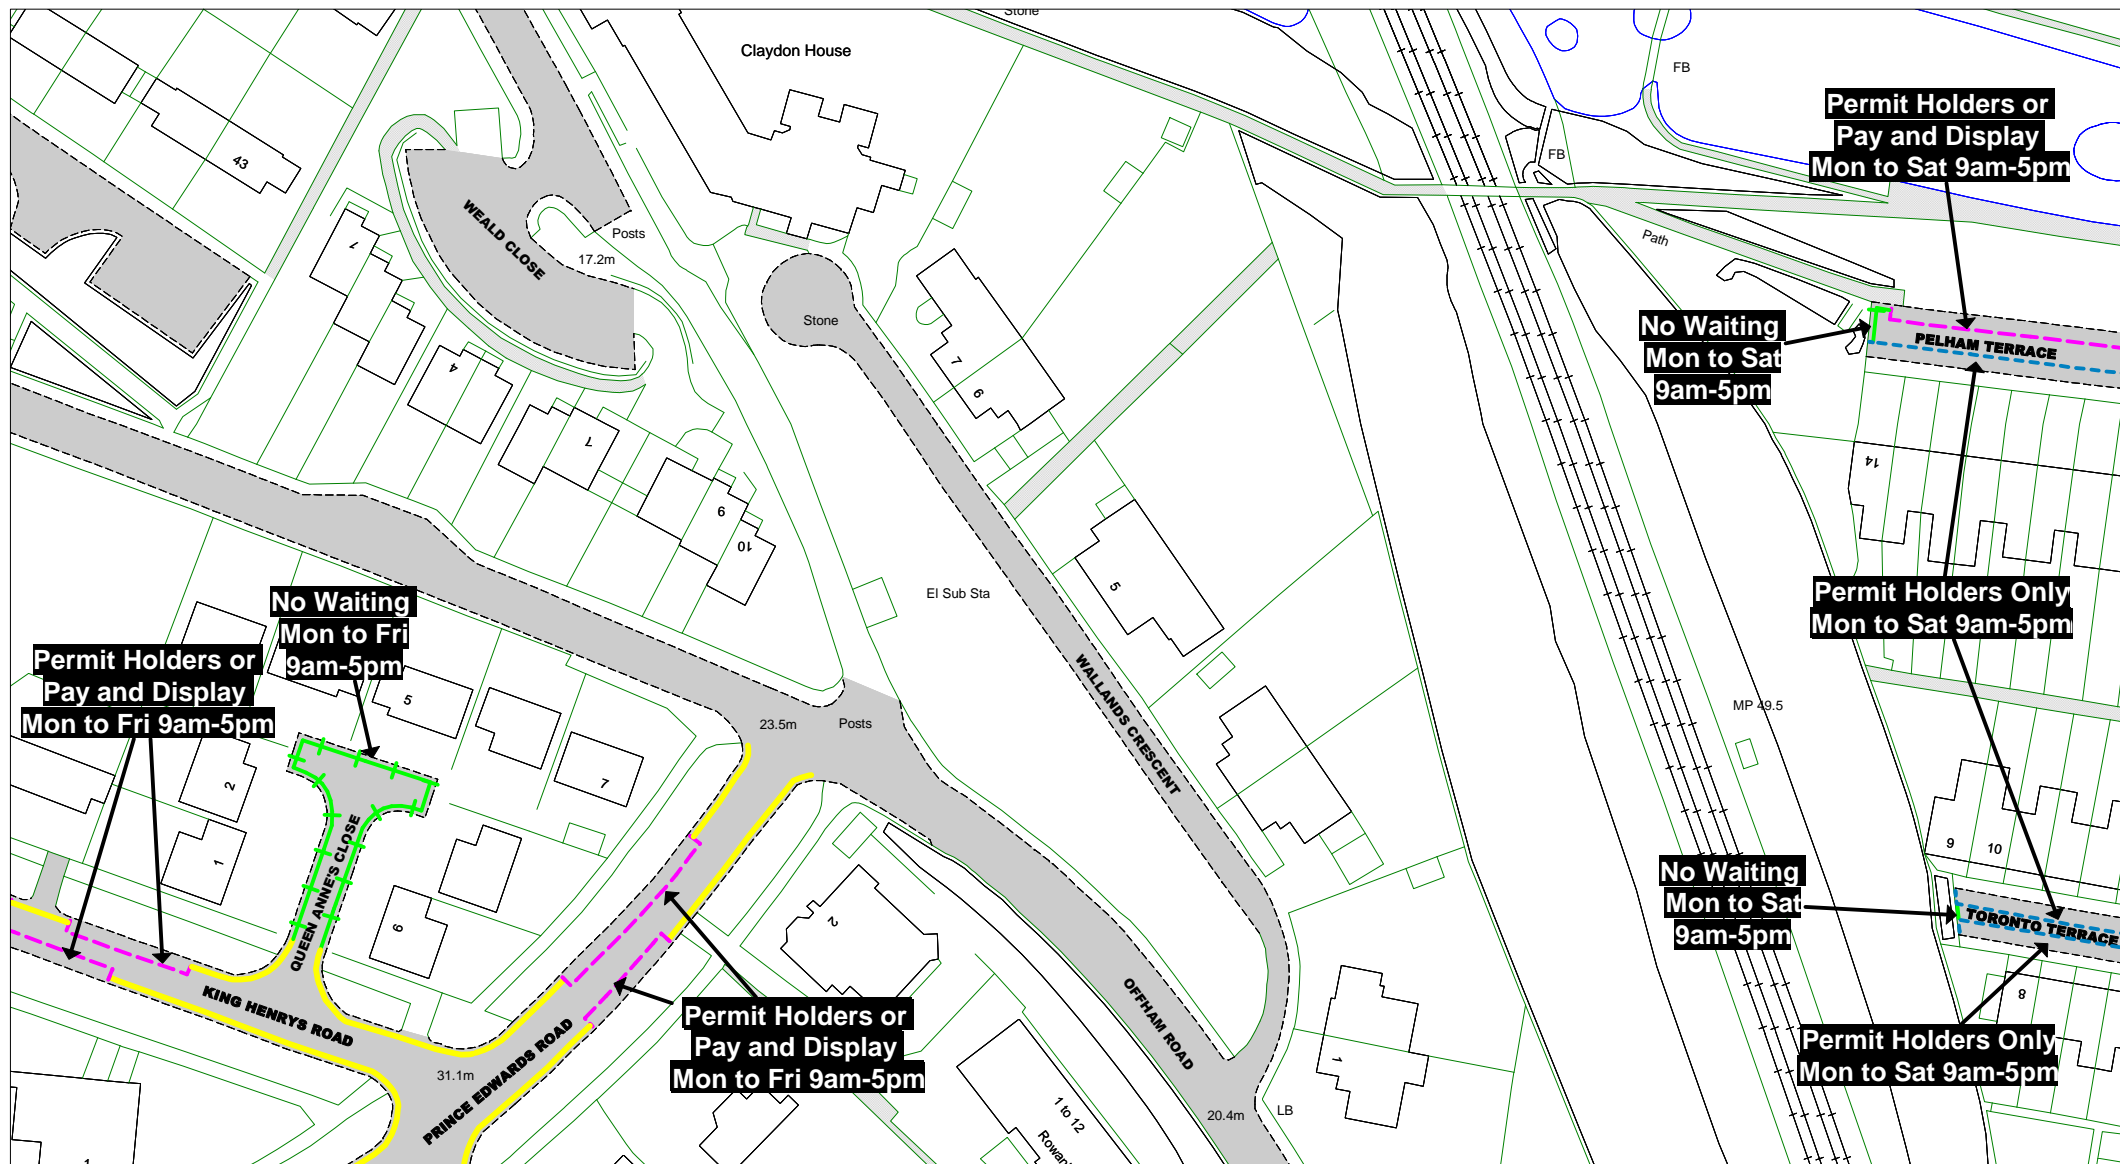 Stone
Claydon House
FB
Permit Holders or
Pay and Display
Mon to Sat 9am-5pm
43
FB
WEALD CLOSE
Posts
17.2m
Path
1
Stone
No Waiting
Mon to Sat
9am-5pm
PELHAM TERRACE
7
6
4
7
14
9
10
El Sub Sta
5
No Waiting
Mon to Fri
9am-5pm
Permit Holders Only
Mon to Sat 9am-5pm
Permit Holders or
Pay and Display
Mon to Fri 9am-5pm
5
WALLANDS CRESCENT
MP 49.5
23.5m
Posts
2
7
1
QUEEN ANNE'S CLOSE
9
10
No Waiting
Mon to Sat
9am-5pm
TORONTO TERRACE
2
6
KING HENRYS ROAD
OFFHAM ROAD
8
Permit Holders or
Pay and Display
Mon to Fri 9am-5pm
Permit Holders Only
Mon to Sat 9am-5pm
31.1m
PRINCE EDWARDS ROAD
1
1 to 12
20.4m
LB
1